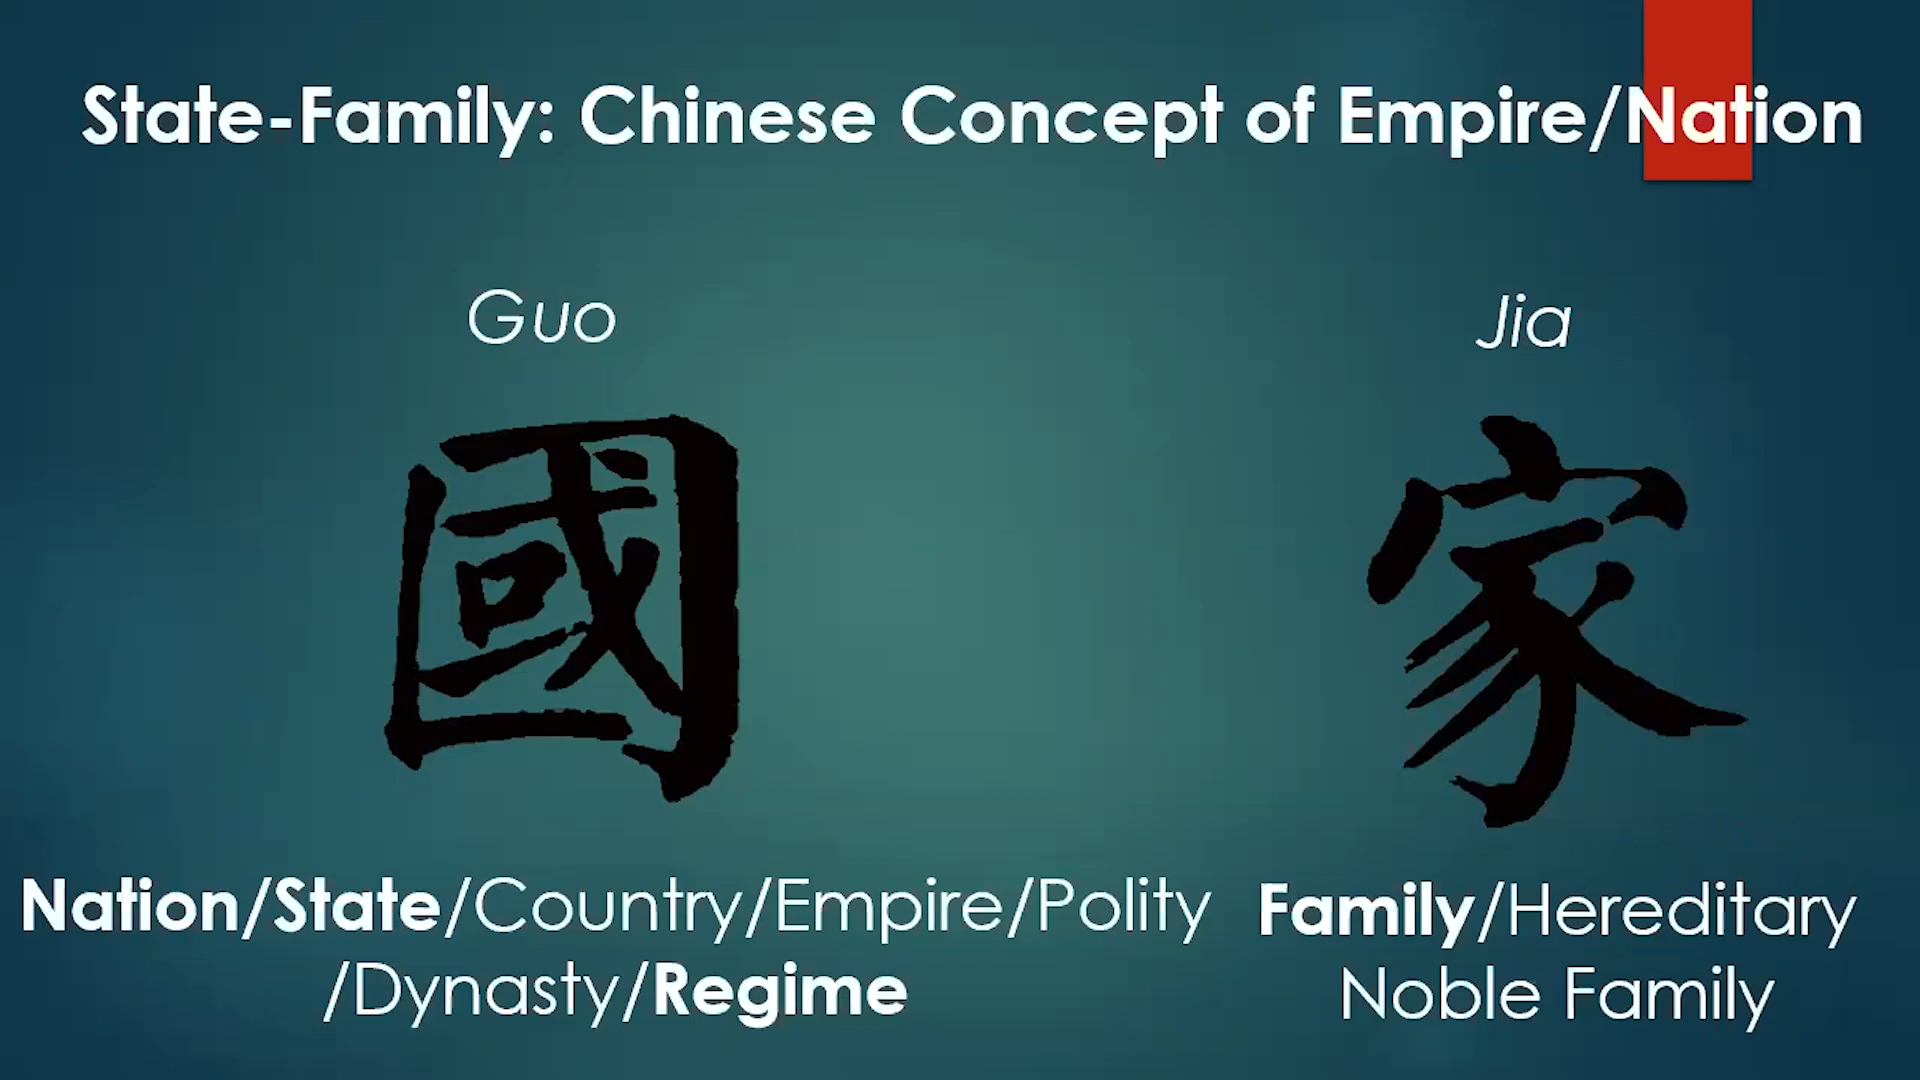 State-Family: Chinese Concept of Empire/Nation
Guo
Jia
國
家
Nation/State/Country/Empire/Polity
/Dynasty/Regime
Family/Hereditary
Noble Family